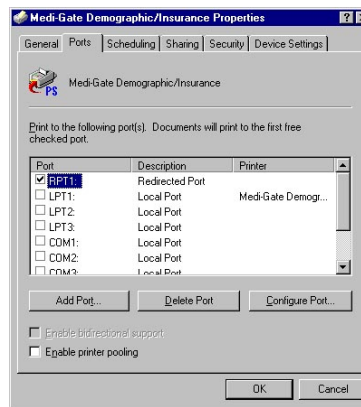 Medi-Gate Demographic/Insurance Properties
General Ports Scheduling Sharing Security Device Settings
PS
Medi-Gate Demographic/Insurance
Print to the following port(s). Documents will print to the first free
checked port.
Port Description Printer
RPT1: Redirected Port
LPT1: Local Port Medi-Gate Demogr...
LPT2: Local Port
LPT3: Local Port
COM1: Local Port
COM2: Local Port
COM3: Local Port
Add Port... Delete Port Configure Port...
Enable bidirectional support
Enable printer pooling
OK Cancel